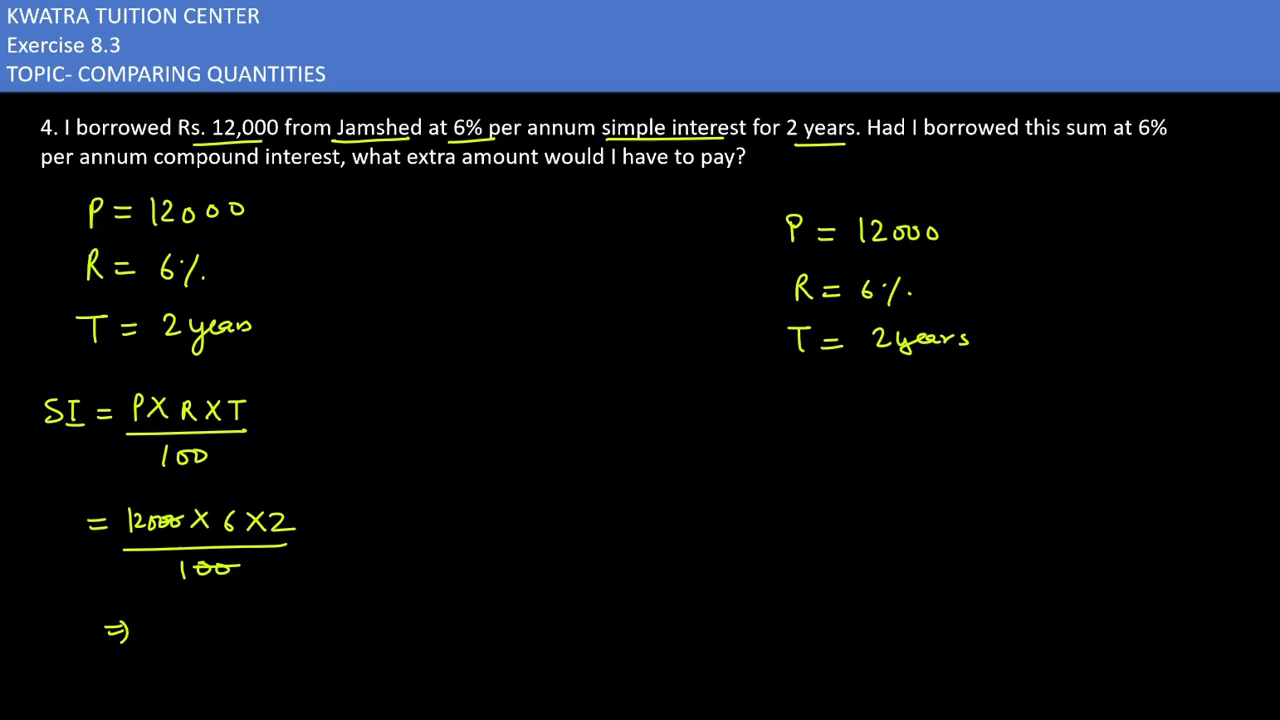 KWATRA TUITION CENTER
Exercise 8.3
TOPIC- COMPARING QUANTITIES
4. I borrowed Rs. 12,000 from Jamshed at 6% per annum simple interest for 2 years. Had I borrowed this sum at 6%
per annum compound interest, what extra amount would I have to pay?
P = 12000
R = 6%
T = 2 years
SI = P X R X T
100
= 12000 X 6 X 2
100
⇒
P = 12000
R = 6%
T = 2 years